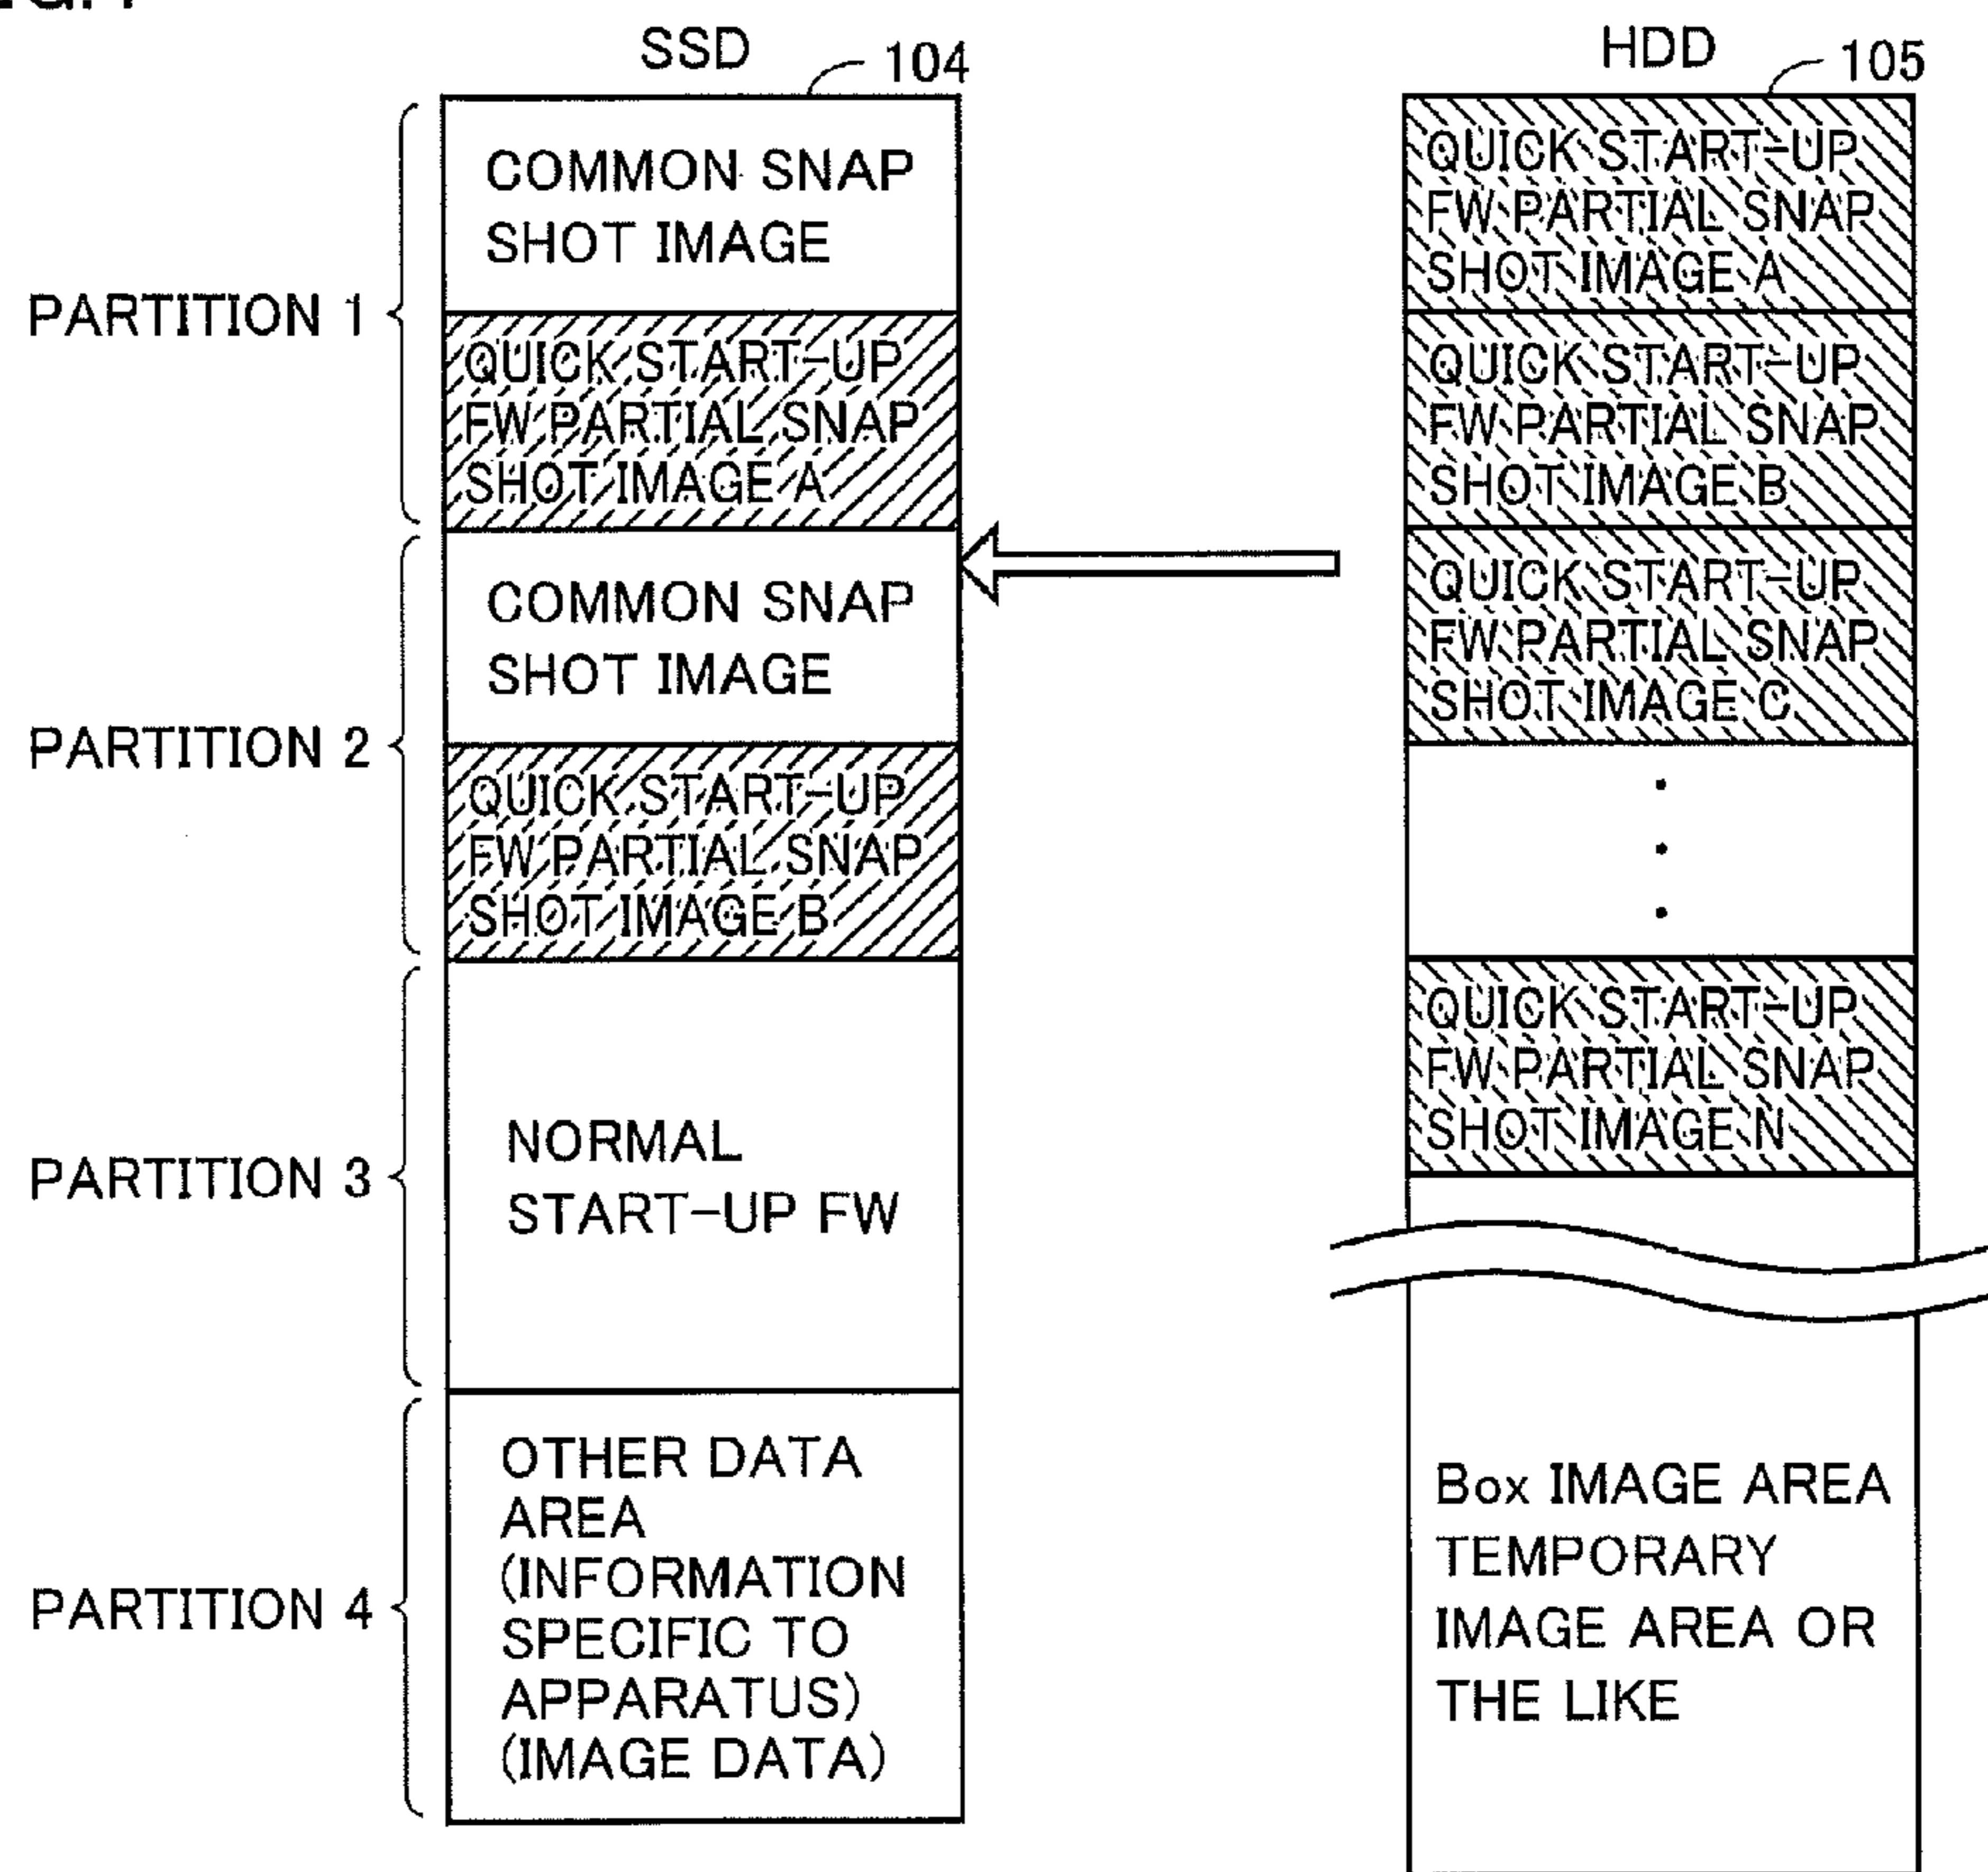 SSD
104
PARTITION 1
COMMON SNAP
SHOT IMAGE
QUICK START-UP
FW PARTIAL SNAP
SHOT IMAGE A
PARTITION 2
COMMON SNAP
SHOT IMAGE
QUICK START-UP
FW PARTIAL SNAP
SHOT IMAGE B
PARTITION 3
NORMAL
START-UP FW
PARTITION 4
OTHER DATA
AREA
(INFORMATION
SPECIFIC TO
APPARATUS)
(IMAGE DATA)
HDD
105
QUICK START-UP
FW PARTIAL SNAP
SHOT IMAGE A
QUICK START-UP
FW PARTIAL SNAP
SHOT IMAGE B
QUICK START-UP
FW PARTIAL SNAP
SHOT IMAGE C
QUICK START-UP
FW PARTIAL SNAP
SHOT IMAGE N
Box IMAGE AREA
TEMPORARY
IMAGE AREA OR
THE LIKE